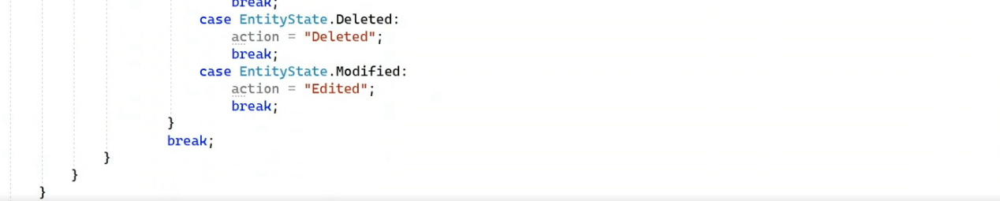 break;
case EntityState.Deleted:
action = "Deleted";
break;
case EntityState.Modified:
action = "Edited";
break;
}
break;
}
}
}